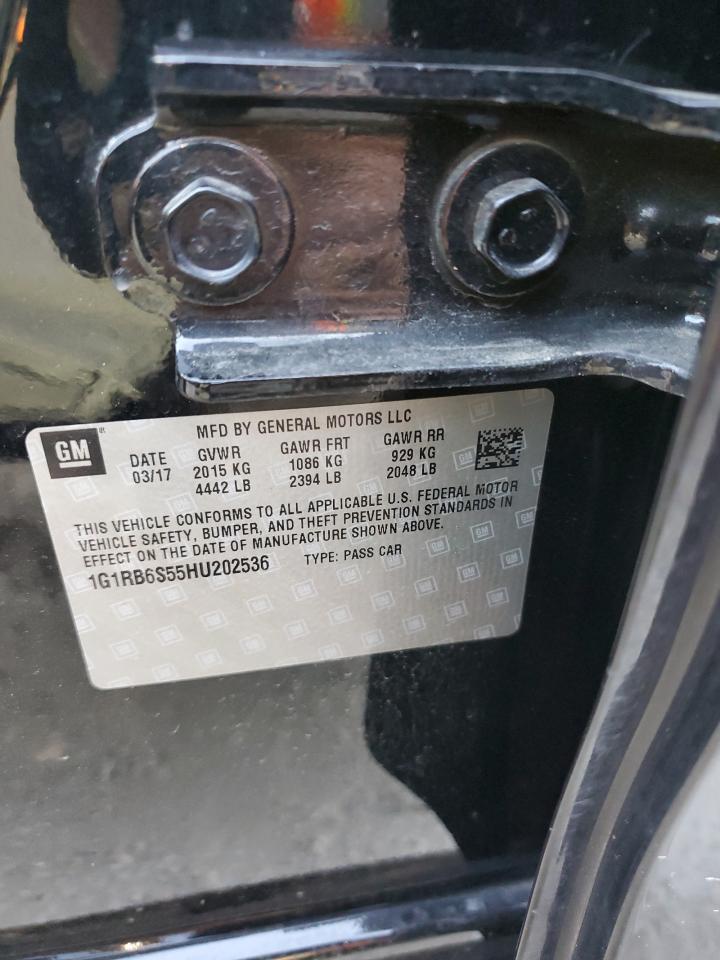 GM
MFD BY GENERAL MOTORS LLC
DATE GVWR GAWR FRT GAWR RR
03/17 2015 KG 1086 KG 929 KG
4442 LB 2394 LB 2048 LB
THIS VEHICLE CONFORMS TO ALL APPLICABLE U.S. FEDERAL MOTOR
VEHICLE SAFETY, BUMPER, AND THEFT PREVENTION STANDARDS IN
EFFECT ON THE DATE OF MANUFACTURE SHOWN ABOVE.
1G1RB6S55HU202536 TYPE: PASS CAR